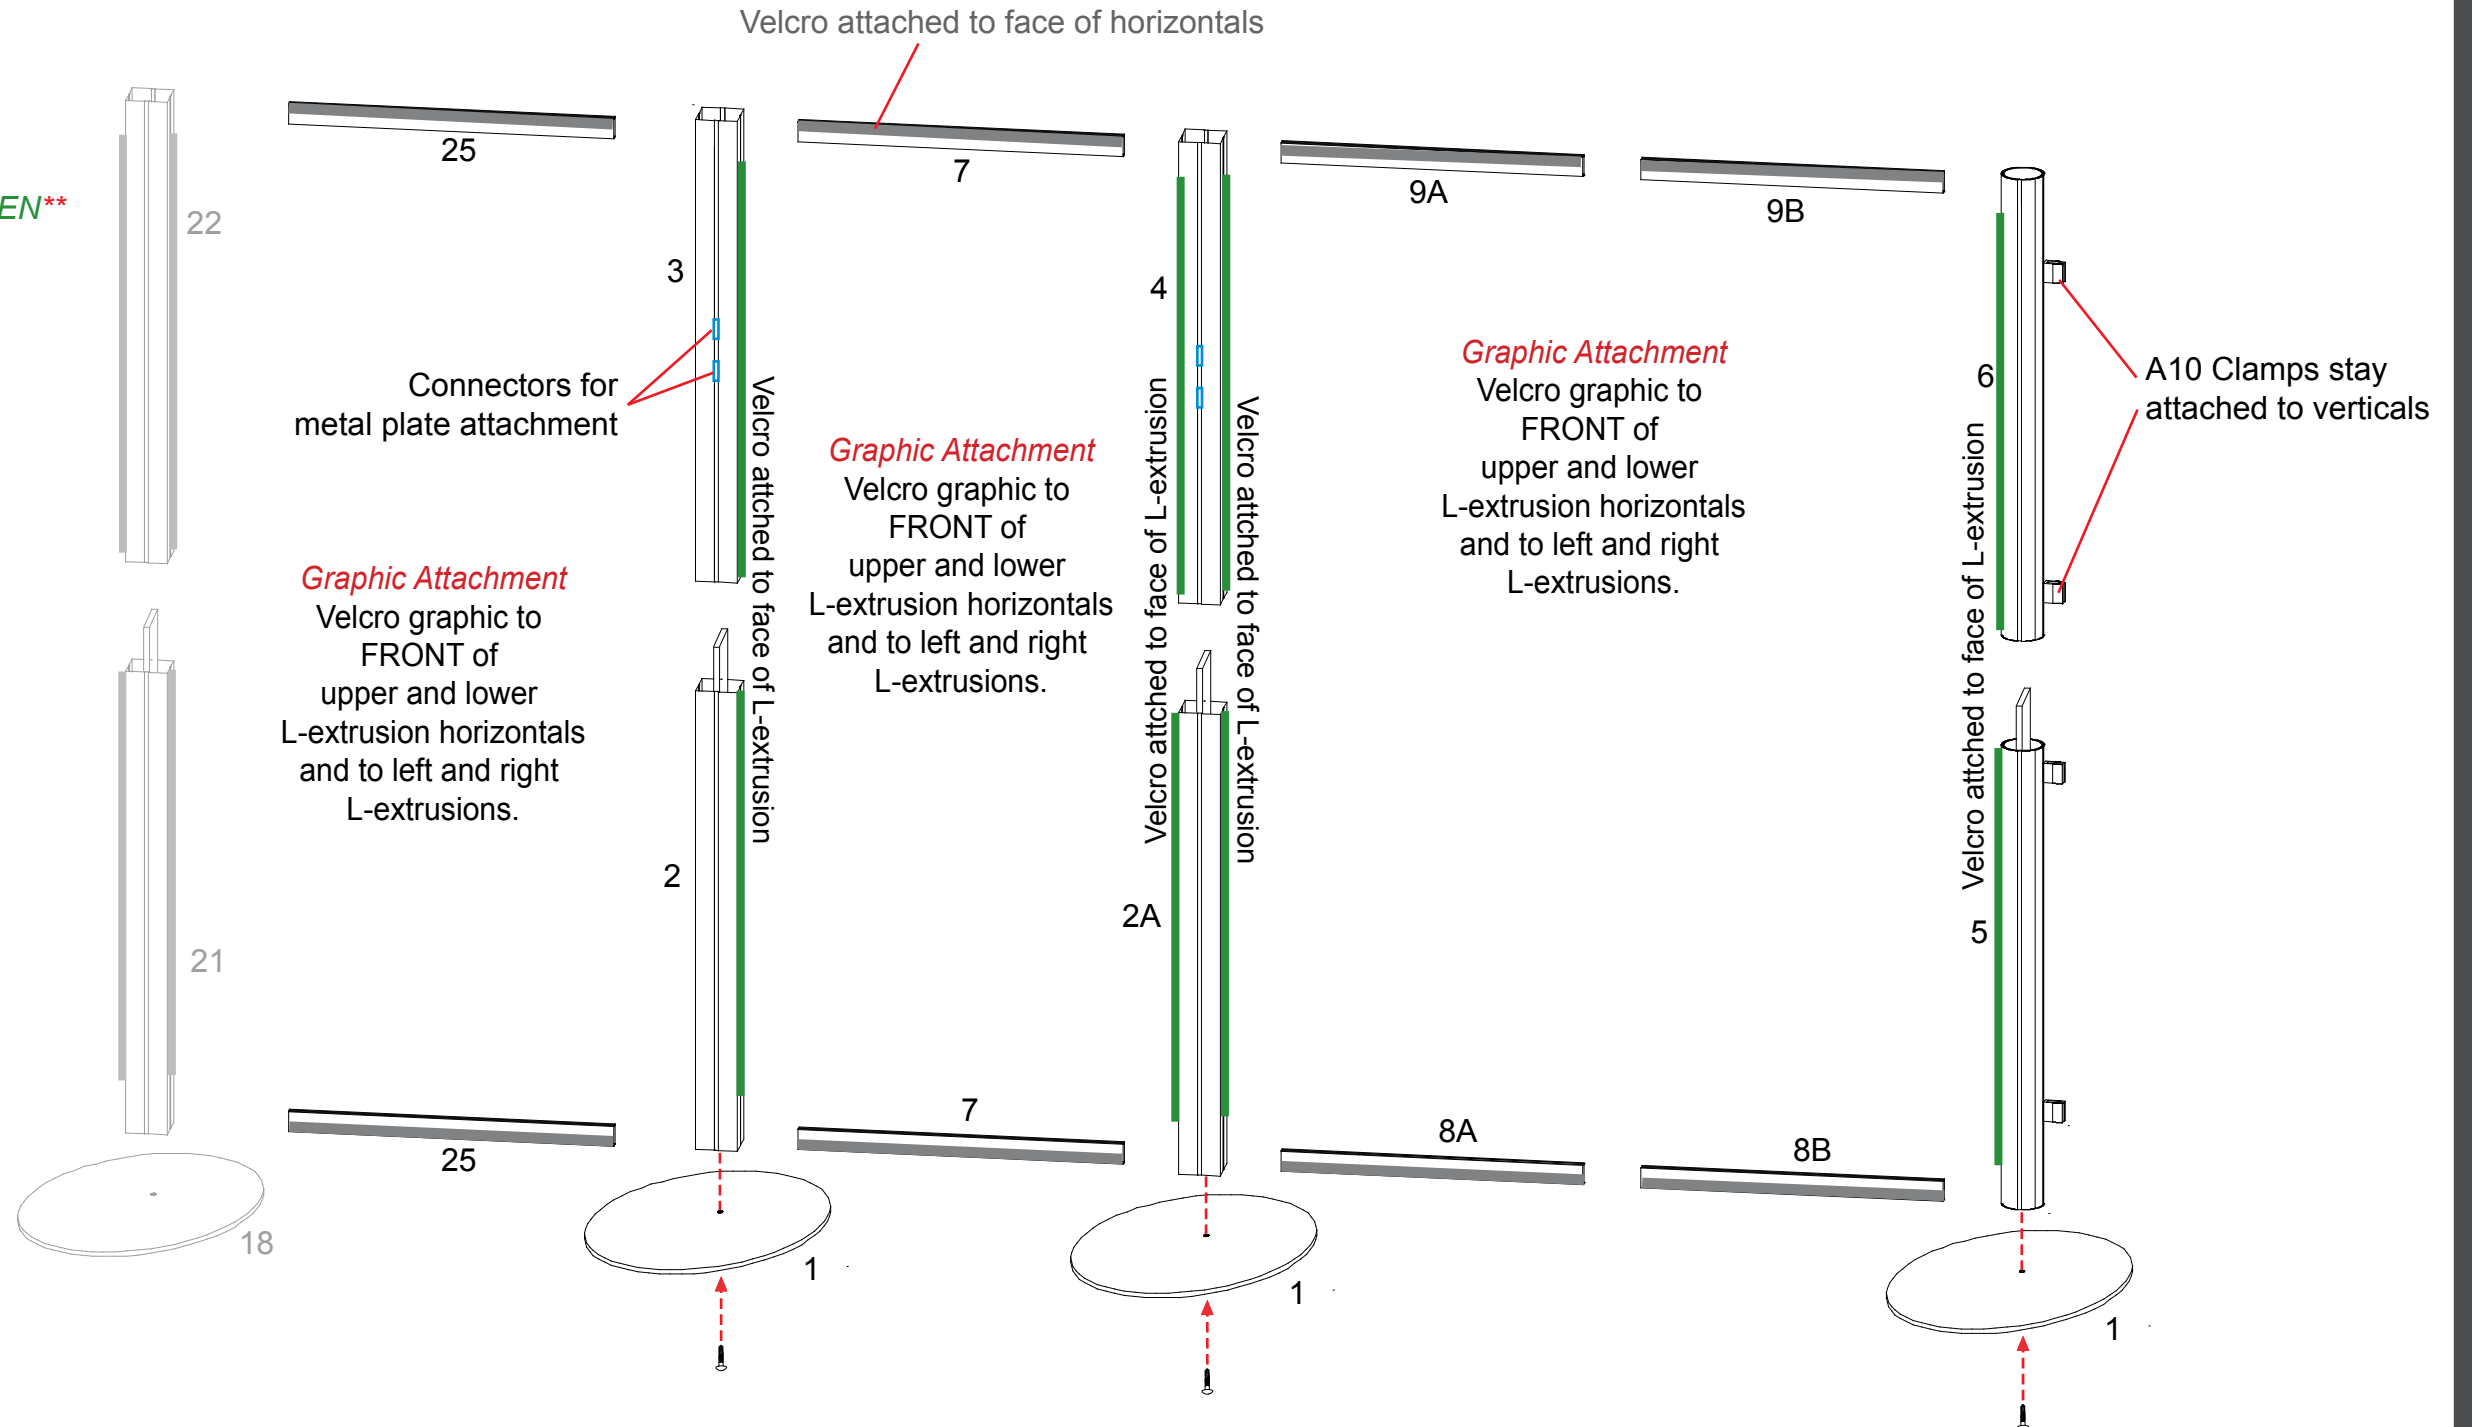 Velcro attached to face of horizontals
25
7
9A
9B
EN**
22
3
4
6
Connectors for
metal plate attachment
A10 Clamps stay
attached to verticals
Graphic Attachment
Velcro graphic to
FRONT of
upper and lower
L-extrusion horizontals
and to left and right
L-extrusions.
Velcro attched to face of L-extrusion
Graphic Attachment
Velcro graphic to
FRONT of
upper and lower
L-extrusion horizontals
and to left and right
L-extrusions.
Velcro attched to face of L-extrusion
Velcro attched to face of L-extrusion
Graphic Attachment
Velcro graphic to
FRONT of
upper and lower
L-extrusion horizontals
and to left and right
L-extrusions.
Velcro attched to face of L-extrusion
21
2
2A
5
25
7
8A
8B
18
1
1
1